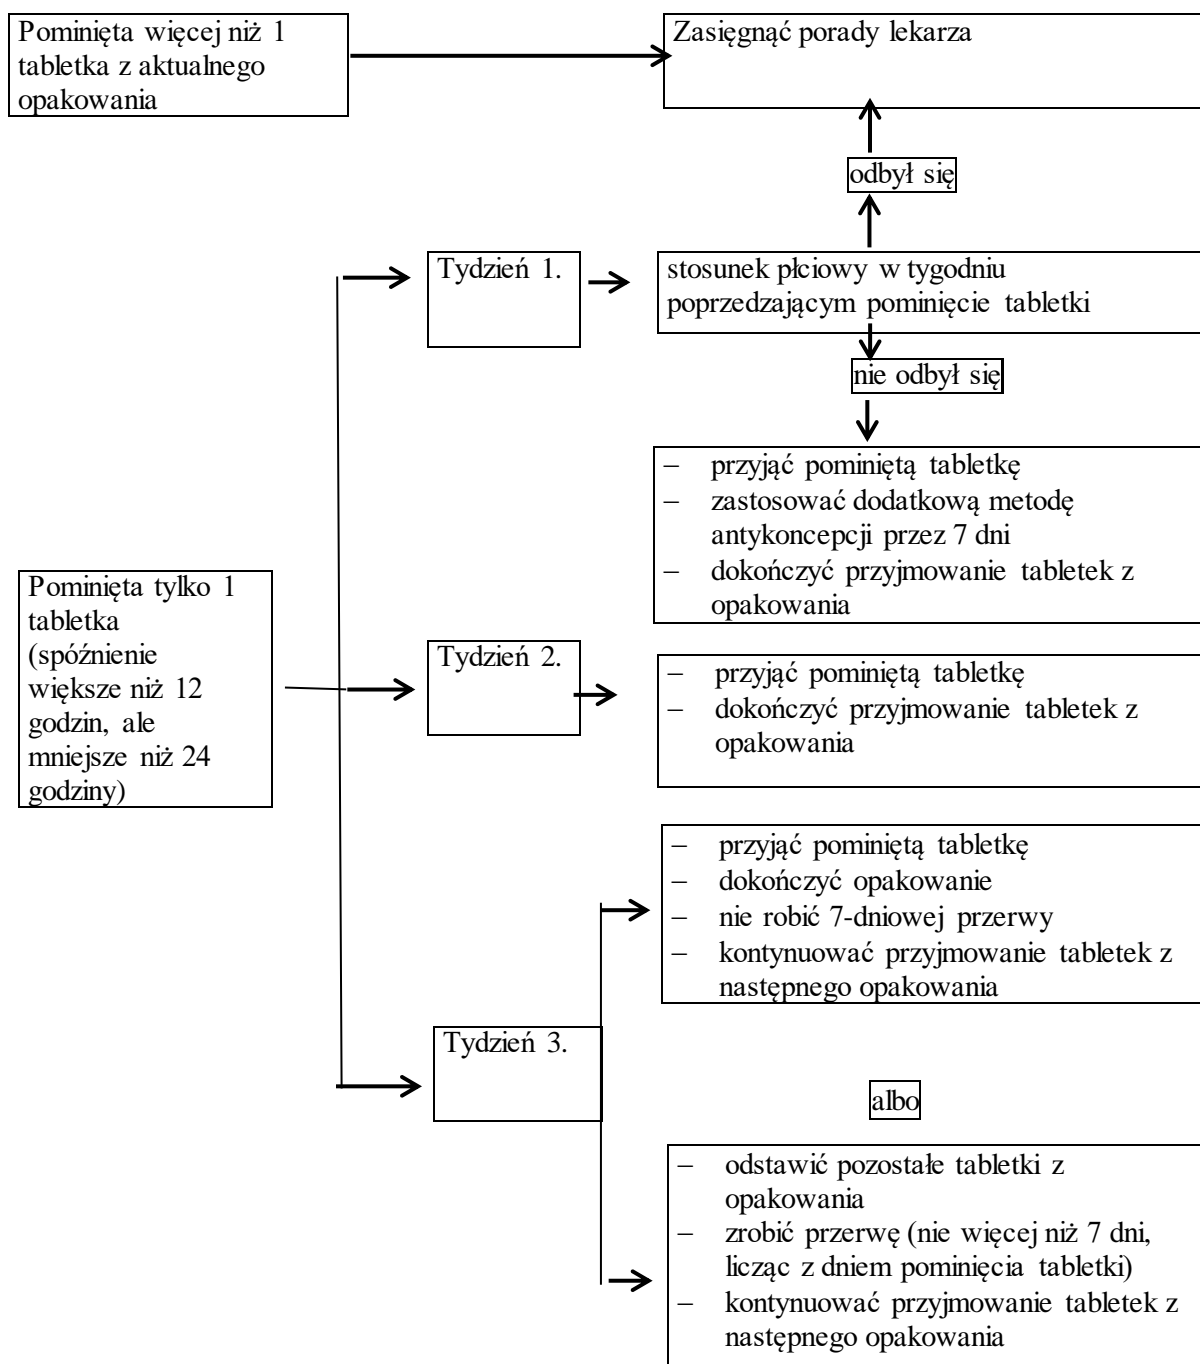 Pominięta więcej niż 1
tabletka z aktualnego
opakowania
Zasięgnąć porady lekarza
odbył się
Tydzień 1.
stosunek płciowy w tygodniu
poprzedzającym pominięcie tabletki
nie odbył się
– przyjąć pominiętą tabletkę
– zastosować dodatkową metodę
antykoncepcji przez 7 dni
– dokończyć przyjmowanie tabletek z
opakowania
Pominięta tylko 1
tabletka
(spóźnienie
większe niż 12
godzin, ale
mniejsze niż 24
godziny)
Tydzień 2.
– przyjąć pominiętą tabletkę
– dokończyć przyjmowanie tabletek z
opakowania
– przyjąć pominiętą tabletkę
– dokończyć opakowanie
– nie robić 7-dniowej przerwy
– kontynuować przyjmowanie tabletek z
następnego opakowania
Tydzień 3.
albo
– odstawić pozostałe tabletki z
opakowania
– zrobić przerwę (nie więcej niż 7 dni,
licząc z dniem pominięcia tabletki)
– kontynuować przyjmowanie tabletek z
następnego opakowania